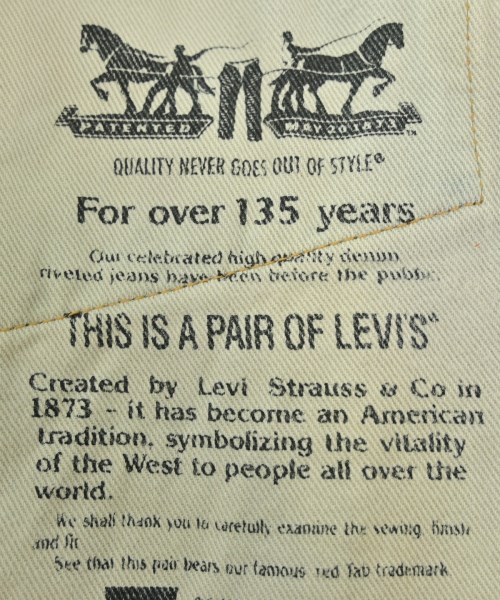 PATENTED MAY 20 1873
QUALITY NEVER GOES OUT OF STYLE®
For over 135 years
Our celebrated high quality denim
riveted jeans have been before the public.
THIS IS A PAIR OF LEVI'S®
Created by Levi Strauss & Co in
1873 - it has become an American
tradition, symbolizing the vitality
of the West to people all over the
world.
We shall thank you to carefully examine the sewing, finish
and fit
See that this pair bears our famous red Tab trademark